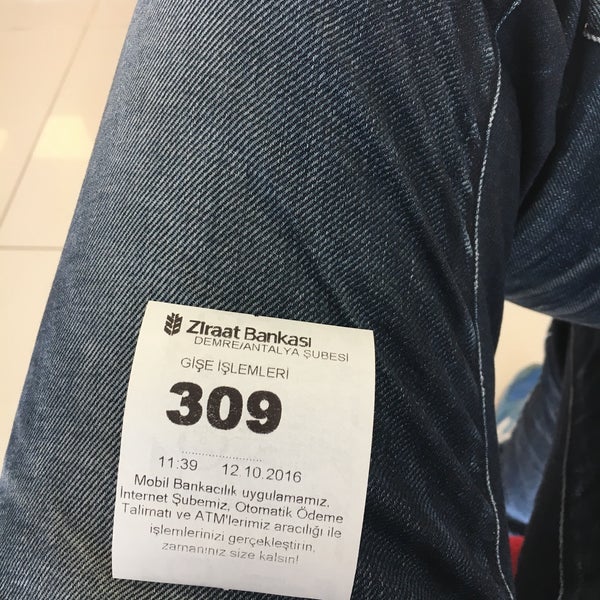 Ziraat Bankası
DEMRE/ANTALYA ŞUBESİ
GİŞE İŞLEMLERİ
309
11:39 12.10.2016
Mobil Bankacılık uygulamamız,
İnternet Şubemiz, Otomatik Ödeme
Talimatı ve ATM'lerimiz aracılığı ile
işlemlerinizi gerçekleştirin,
zamanınız size kalsın!